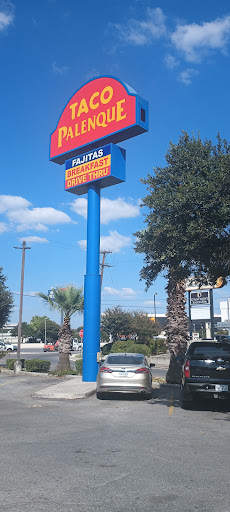 TACO
PALENQUE
FAJITAS
BREAKFAST
DRIVE THRU